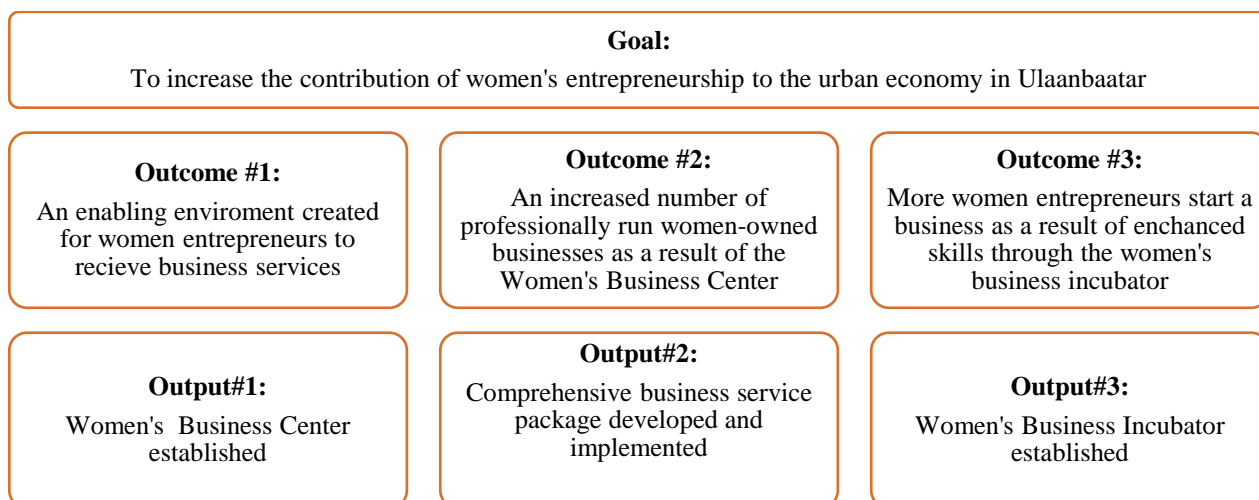 Goal:
To increase the contribution of women's entrepreneurship to the urban economy in Ulaanbaatar
Outcome #1:
An enabling enviroment created
for women entrepreneurs to
recieve business services
Outcome #2:
An increased number of
professionally run women-owned
businesses as a result of the
Women's Business Center
Outcome #3:
More women entrepreneurs start a
business as a result of enchanced
skills through the women's
business incubator
Output#1:
Women's Business Center
established
Output#2:
Comprehensive business service
package developed and
implemented
Output#3:
Women's Business Incubator
established